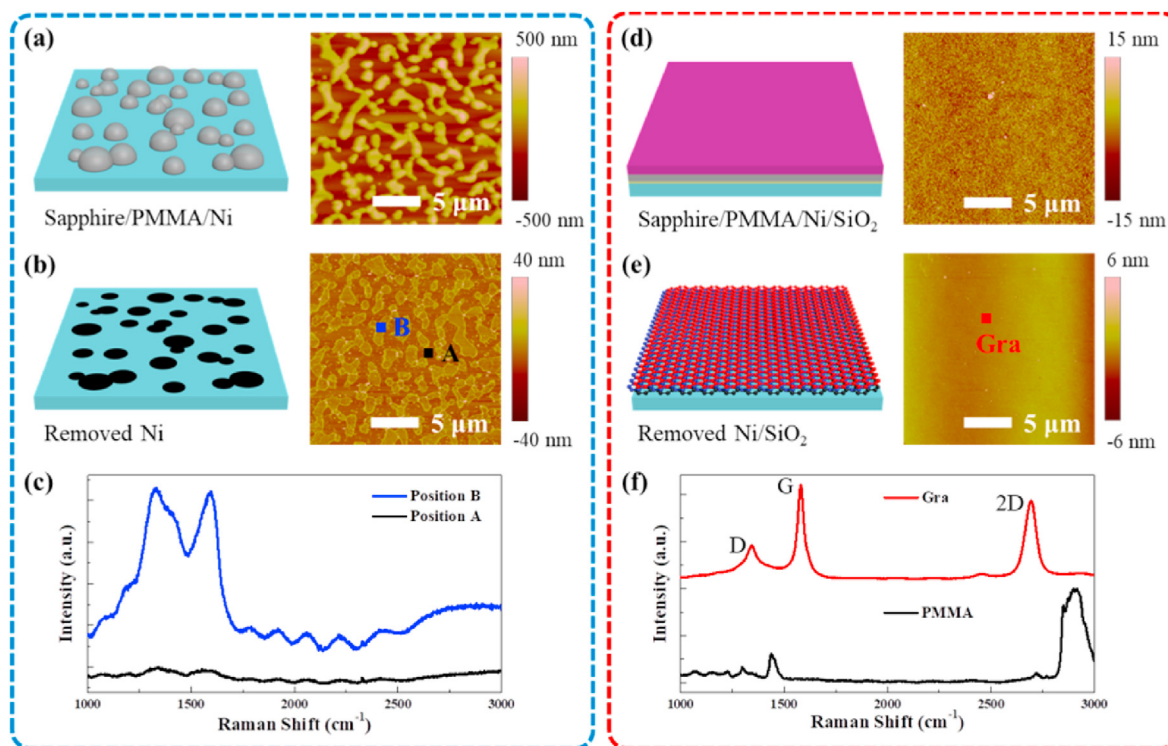 (a)
500 nm
5 μm
Sapphire/PMMA/Ni
-500 nm
(b)
40 nm
B
A
5 μm
Removed Ni
-40 nm
(c)
Position B
Position A
Intensity (a.u.)
1000 1500 2000 2500 3000
Raman Shift (cm⁻¹)
(d)
15 nm
5 μm
Sapphire/PMMA/Ni/SiO₂
-15 nm
(e)
6 nm
Gra
5 μm
Removed Ni/SiO₂
-6 nm
(f)
G
Gra
2D
D
PMMA
Intensity (a.u.)
1000 1500 2000 2500 3000
Raman Shift (cm⁻¹)